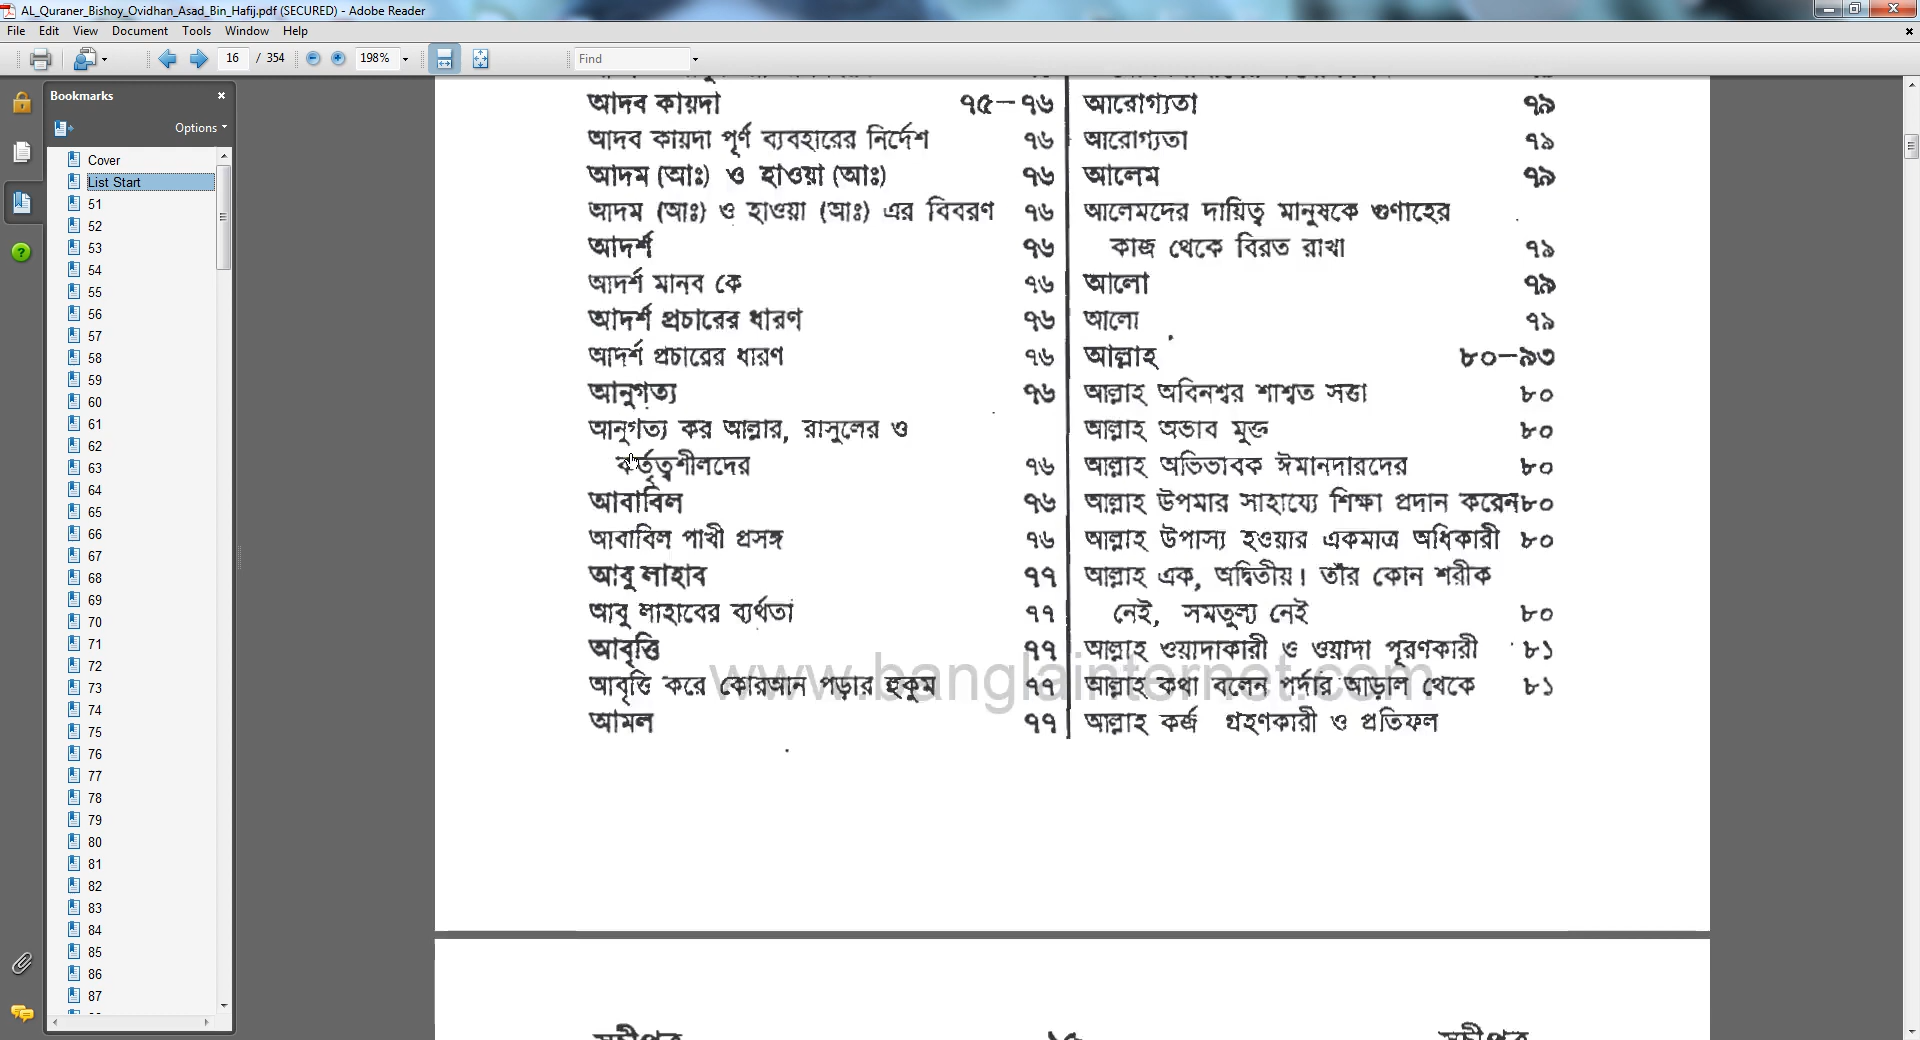 AL_Quraner_Bishoy_Ovidhan_Asad_Bin_Hafij.pdf (SECURED) - Adobe Reader
File Edit View Document Tools Window Help
16 / 354 198% Find
Bookmarks
Options
Cover
List Start
51
52
53
54
55
56
57
58
59
60
61
62
63
64
65
66
67
68
69
70
71
72
73
74
75
76
77
78
79
80
81
82
83
84
85
86
87
আদব কায়দা ৭৫–৭৬
আদব কায়দা পূর্ণ ব্যবহারের নির্দেশ ৭৬
আদম (আঃ) ও হাওয়া (আঃ) ৭৬
আদম (আঃ) ও হাওয়া (আঃ) এর বিবরণ ৭৬
আদর্শ ৭৬
আদর্শ মানব কে ৭৬
আদর্শ প্রচারের ধারণ ৭৬
আদর্শ প্রচারের ধারণ ৭৬
আনুগত্য ৭৬
আনুগত্য কর আল্লার, রাসুলের ও
কর্তৃত্বশীলদের ৭৬
আবাবিল ৭৬
আবাবিল পাখী প্রসঙ্গ ৭৬
আবু লাহাব ৭৭
আবু লাহাবের ব্যর্থতা ৭৭
আবৃত্তি ৭৭
আবৃত্তি করে কোরআন পড়ার হুকুম ৭৭
আমল ৭৭
আরোগ্যতা ৭৯
আরোগ্যতা ৭৯
আলেম ৭৯
আলেমদের দায়িত্ব মানুষকে গুণাহের
কাজ থেকে বিরত রাখা ৭৯
আলো ৭৯
আলো ৭৯
আল্লাহ ৮০–৯৩
আল্লাহ অবিনশ্বর শাশ্বত সত্তা ৮০
আল্লাহ অভাব মুক্ত ৮০
আল্লাহ অভিভাবক ঈমানদারদের ৮০
আল্লাহ উপমার সাহায্যে শিক্ষা প্রদান করেন ৮০
আল্লাহ উপাস্য হওয়ার একমাত্র অধিকারী ৮০
আল্লাহ এক, অদ্বিতীয়। তাঁর কোন শরীক
নেই, সমতুল্য নেই ৮০
আল্লাহ ওয়াদাকারী ও ওয়াদা পূরণকারী ৮১
আল্লাহ কথা বলেন পর্দার আড়াল থেকে ৮১
আল্লাহ কর্জ গ্রহণকারী ও প্রতিফল
www.banglainternet.com